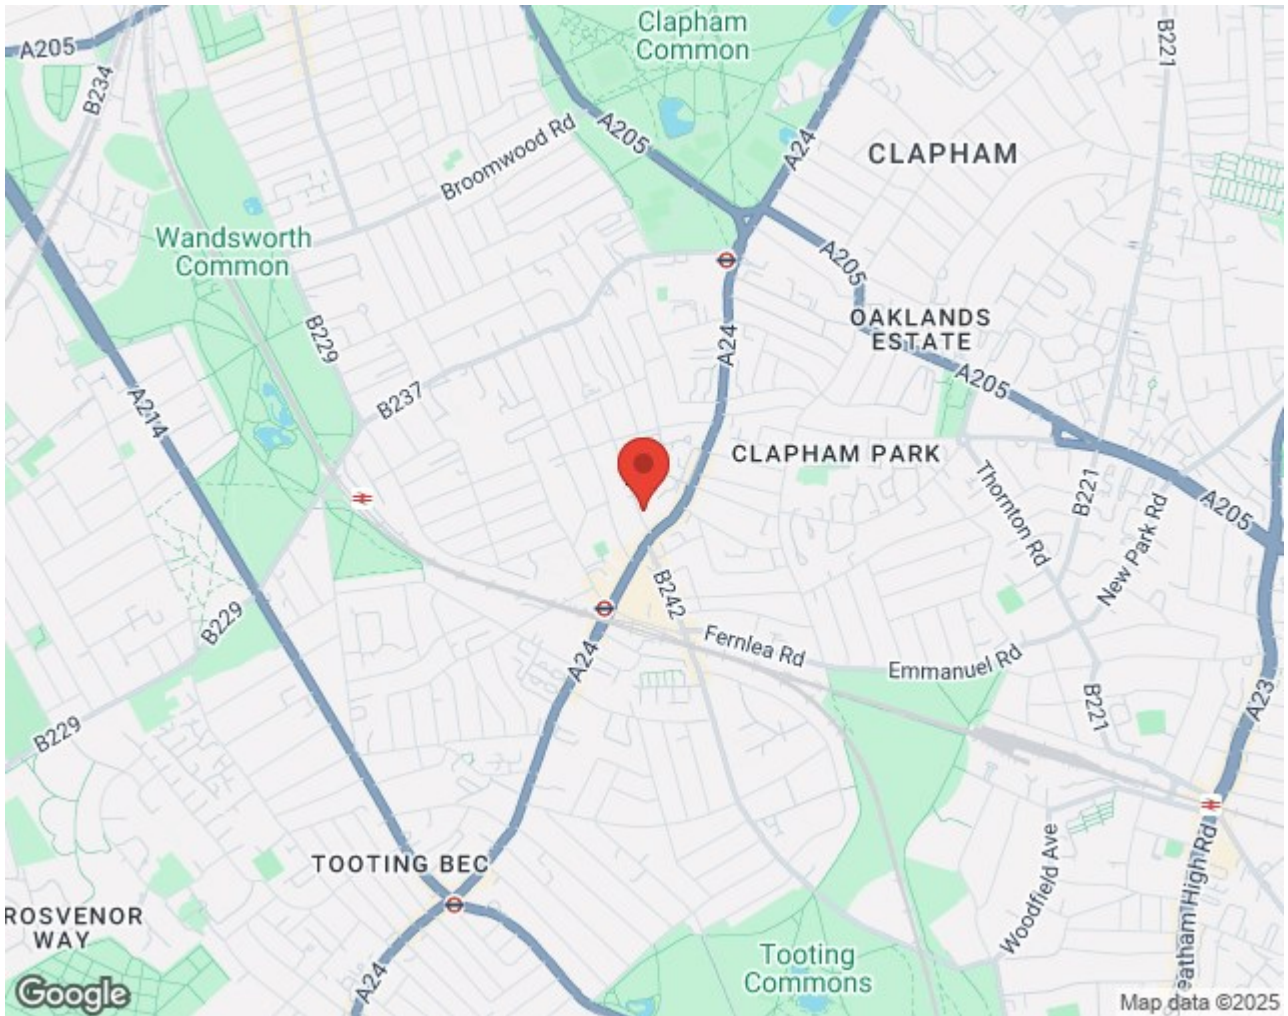 Clapham
Common
A205
B234
B221
Broomwood Rd
A205
A24
CLAPHAM
Wandsworth
Common
A205
B229
OAKLANDS
ESTATE
A24
A205
B237
A214
CLAPHAM PARK
Thornton Rd
B221
New Park Rd
A205
B242
B229
Fernlea Rd
Emmanuel Rd
A24
B221
A23
B229
TOOTING BEC
Woodfield Ave
eatham High Rd
ROSVENOR
WAY
Tooting
Commons
A24
Google
Map data ©2025